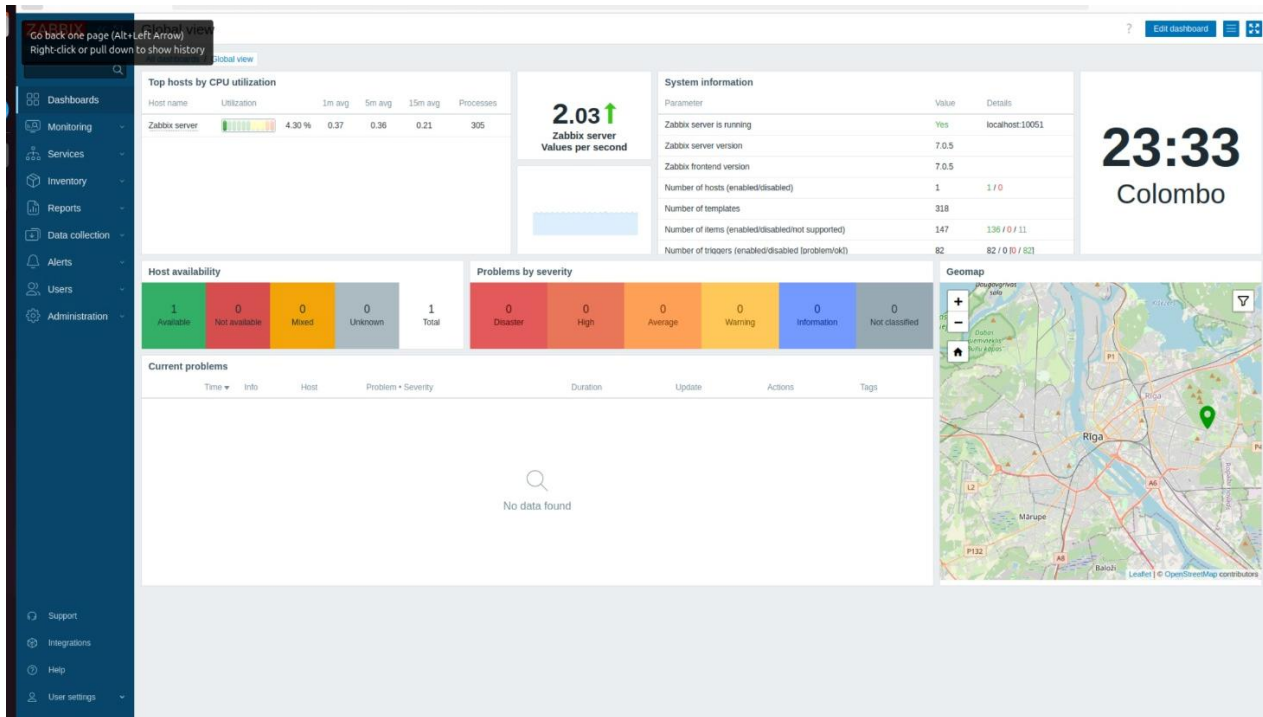 ZABBIX
Global view
Go back one page (Alt+Left Arrow)
Right-click or pull down to show history
?
Edit dashboard
Global view
Dashboards
Monitoring
Services
Inventory
Reports
Data collection
Alerts
Users
Administration
Support
Integrations
Help
User settings
Top hosts by CPU utilization
Host name Utilization 1m avg 5m avg 15m avg Processes
Zabbix server 4.30 % 0.37 0.36 0.21 305
2.03
Zabbix server
Values per second
System information
Parameter Value Details
Zabbix server is running Yes localhost:10051
Zabbix server version 7.0.5
Zabbix frontend version 7.0.5
Number of hosts (enabled/disabled) 1 1 / 0
Number of templates 318
Number of items (enabled/disabled/not supported) 147 136 / 0 / 11
Number of triggers (enabled/disabled [problem/ok]) 82 82 / 0 [0 / 82]
23:33
Colombo
Host availability
1 0 0 0 1
Available Not available Mixed Unknown Total
Problems by severity
0 0 0 0 0 0
Disaster High Average Warning Information Not classified
Current problems
Time Info Host Problem • Severity Duration Update Actions Tags
No data found
Geomap
+
−
P1
Rīga
Rīga
L2
A6
Mārupe
P132
A8
Baloži
Leaflet | © OpenStreetMap contributors